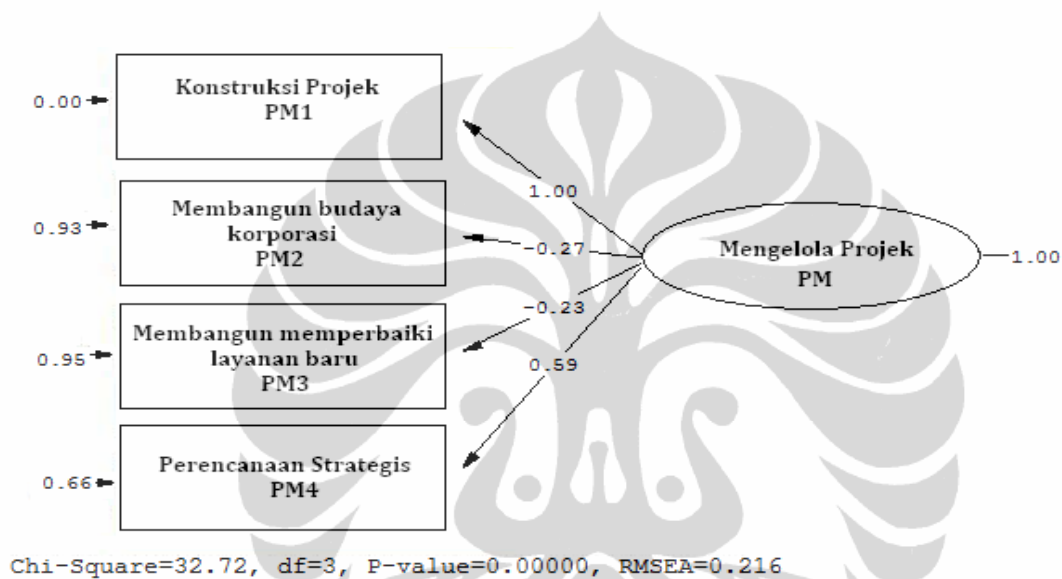 Konstruksi Projek
PM1
0.00
1.00
Membangun budaya
korporasi
PM2
0.93
-0.27
Mengelola Projek
PM
1.00
-0.23
Membangun memperbaiki
layanan baru
PM3
0.95
0.59
Perencanaan Strategis
PM4
0.66
Chi-Square=32.72, df=3, P-value=0.00000, RMSEA=0.216